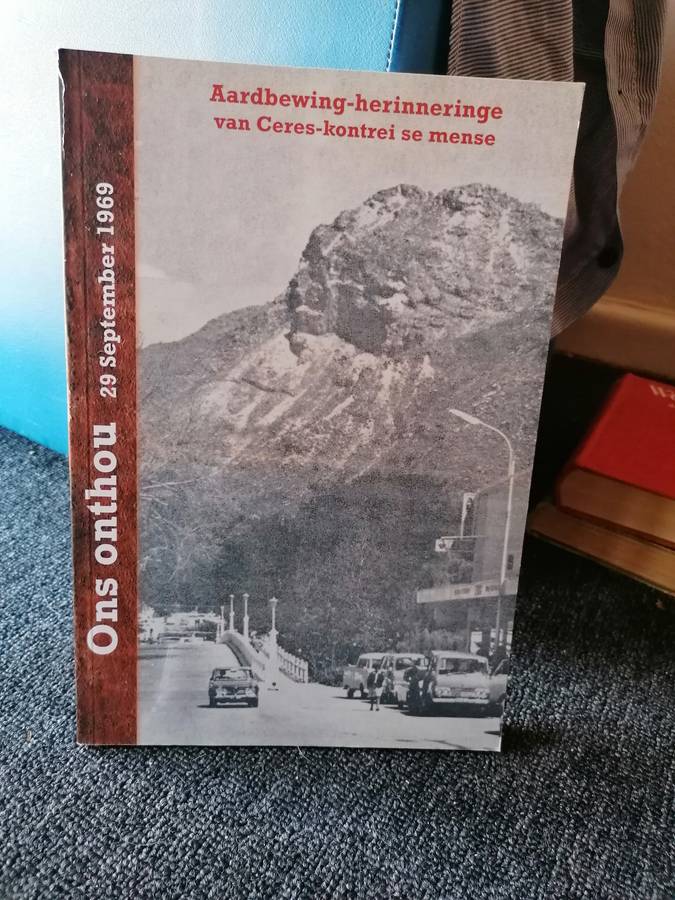 Aardbewing-herinneringe
van Ceres-kontrei se mense
Ons onthou 29 September 1969